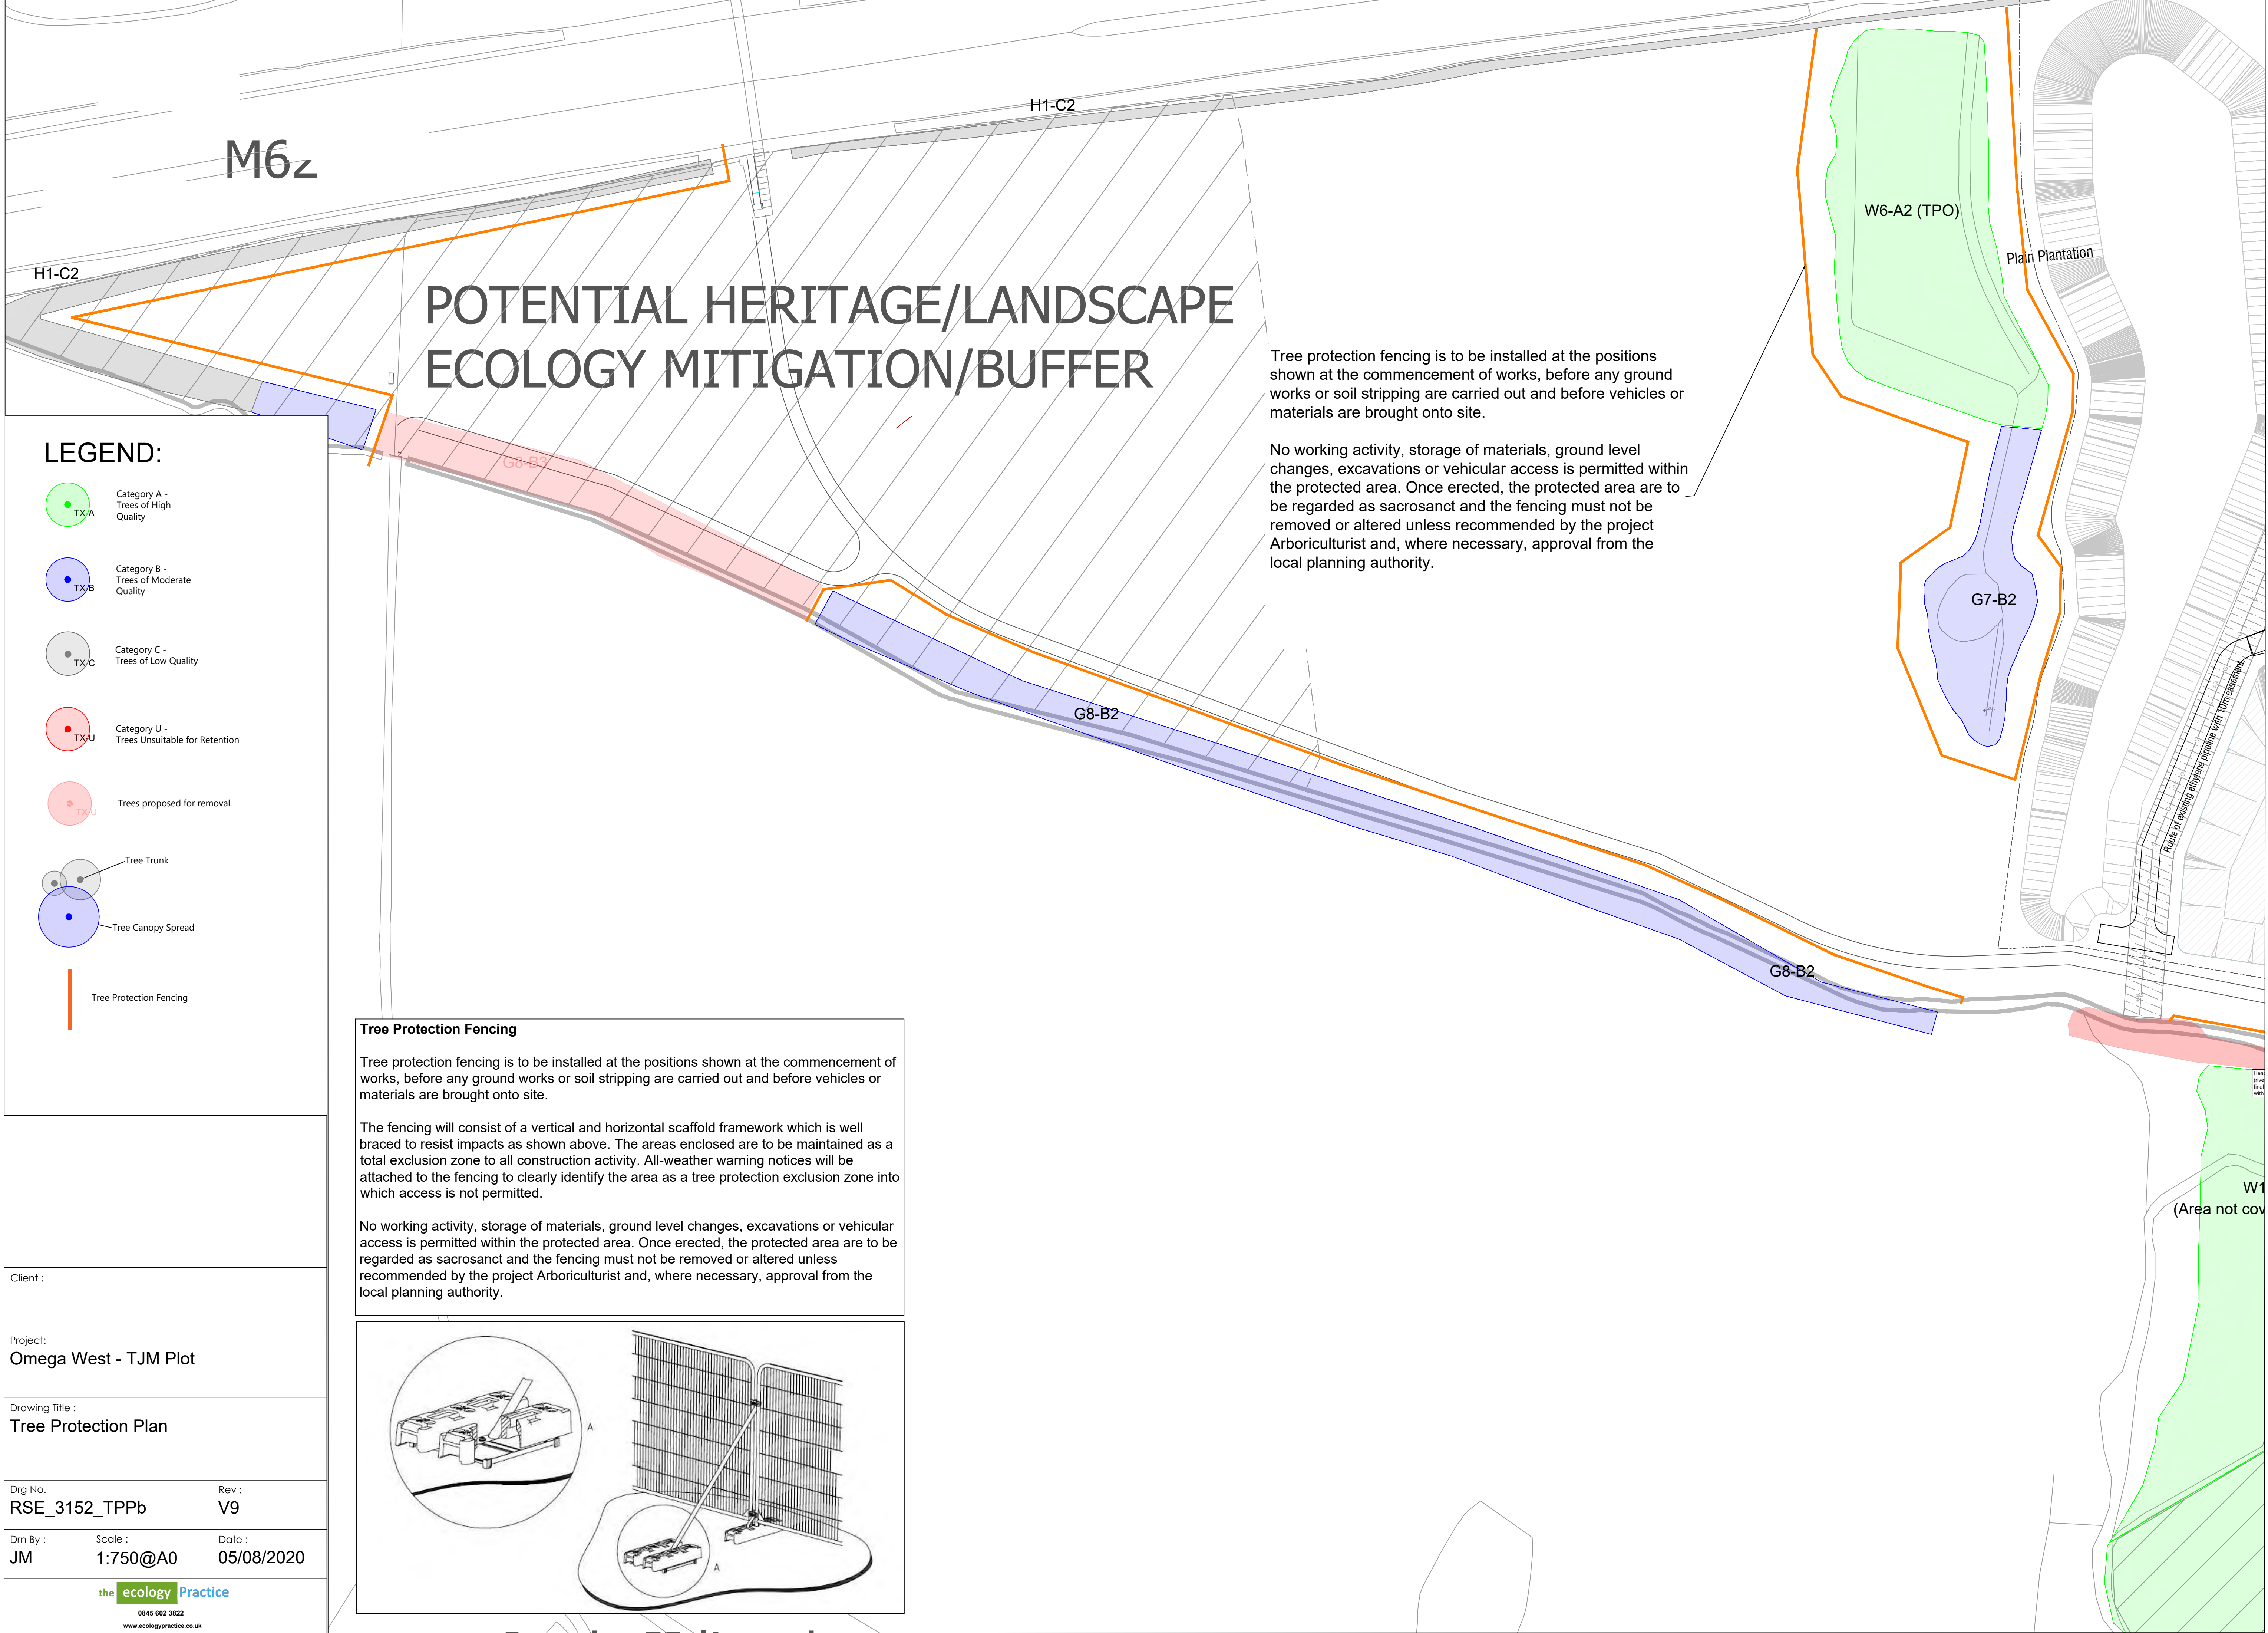 M62
H1-C2
H1-C2
POTENTIAL HERITAGE/LANDSCAPE
ECOLOGY MITIGATION/BUFFER
W6-A2 (TPO)
Plain Plantation
Tree protection fencing is to be installed at the positions
shown at the commencement of works, before any ground
works or soil stripping are carried out and before vehicles or
materials are brought onto site.
No working activity, storage of materials, ground level
changes, excavations or vehicular access is permitted within
the protected area. Once erected, the protected area are to
be regarded as sacrosanct and the fencing must not be
removed or altered unless recommended by the project
Arboriculturist and, where necessary, approval from the
local planning authority.
G8-B3
G7-B2
G8-B2
G8-B2
Route of existing ethylene pipeline with 10m easement
W1
(Area not cov
LEGEND:
TX-A
Category A -
Trees of High
Quality
TX-B
Category B -
Trees of Moderate
Quality
TX-C
Category C -
Trees of Low Quality
TX-U
Category U -
Trees Unsuitable for Retention
TX-U
Trees proposed for removal
Tree Trunk
Tree Canopy Spread
Tree Protection Fencing
Tree Protection Fencing
Tree protection fencing is to be installed at the positions shown at the commencement of
works, before any ground works or soil stripping are carried out and before vehicles or
materials are brought onto site.
The fencing will consist of a vertical and horizontal scaffold framework which is well
braced to resist impacts as shown above. The areas enclosed are to be maintained as a
total exclusion zone to all construction activity. All-weather warning notices will be
attached to the fencing to clearly identify the area as a tree protection exclusion zone into
which access is not permitted.
No working activity, storage of materials, ground level changes, excavations or vehicular
access is permitted within the protected area. Once erected, the protected area are to be
regarded as sacrosanct and the fencing must not be removed or altered unless
recommended by the project Arboriculturist and, where necessary, approval from the
local planning authority.
A
A
Client :
Project:
Omega West - TJM Plot
Drawing Title :
Tree Protection Plan
Drg No.
RSE_3152_TPPb
Rev :
V9
Drn By :
JM
Scale :
1:750@A0
Date :
05/08/2020
the ecology Practice
0845 602 3822
www.ecologypractice.co.uk